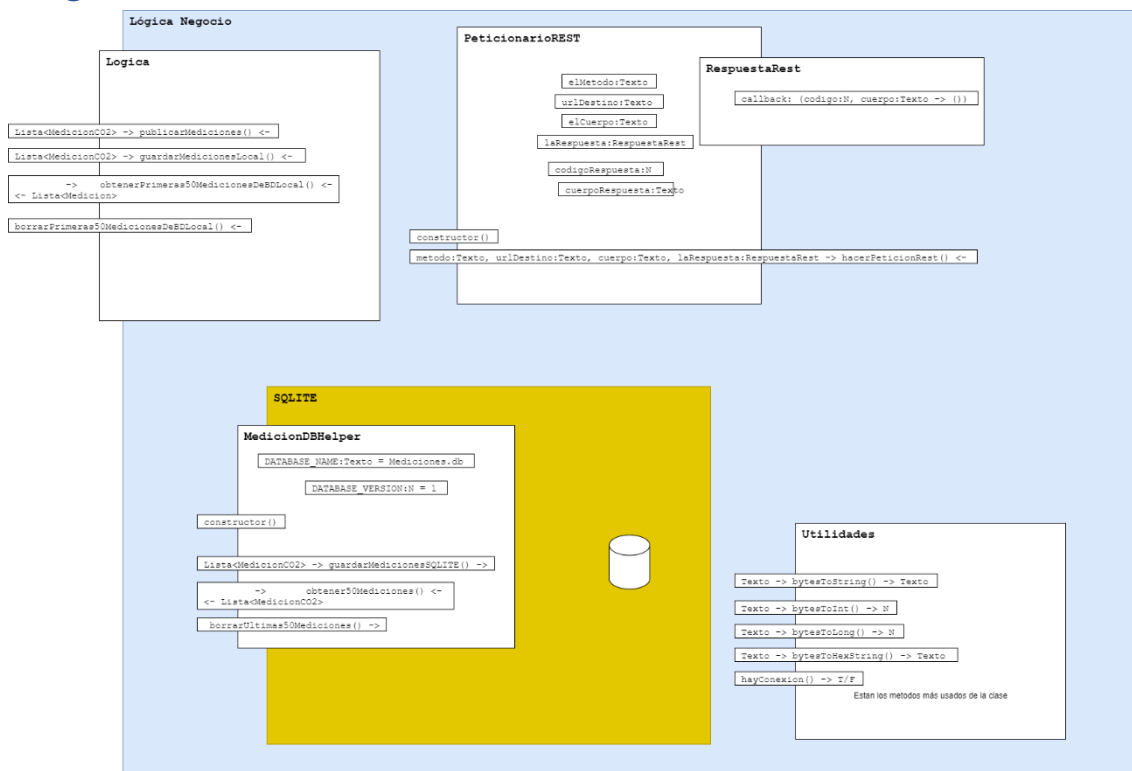 Lógica Negocio
Logica
Lista<MedicionCO2> -> publicarMediciones() <-
Lista<MedicionCO2> -> guardarMedicionesLocal() <-
-> obtenerPrimeras50MedicionesDeBDLocal() <-
<- Lista<Medicion>
borrarPrimeras50MedicionesDeBDLocal() <-
PeticionarioREST
elMetodo:Texto
urlDestino:Texto
elCuerpo:Texto
laRespuesta:RespuestaRest
codigoRespuesta:N
cuerpoRespuesta:Texto
constructor()
metodo:Texto, urlDestino:Texto, cuerpo:Texto, laRespuesta:RespuestaRest -> hacerPeticionRest() <-
RespuestaRest
callback: (codigo:N, cuerpo:Texto -> ())
SQLITE
MedicionDBHelper
DATABASE_NAME:Texto = Mediciones.db
DATABASE_VERSION:N = 1
constructor()
Lista<MedicionCO2> -> guardarMedicionesSQLITE() ->
-> obtener50Mediciones() <-
<- Lista<MedicionCO2>
borrarUltimas50Mediciones() ->
Utilidades
Texto -> bytesToString() -> Texto
Texto -> bytesToInt() -> N
Texto -> bytesToLong() -> N
Texto -> bytesToHexString() -> Texto
hayConexion() -> T/F
Estan los metodos más usados de la clase